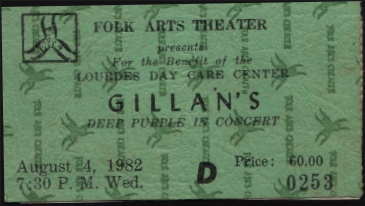 FOLK ARTS THEATER
presents
For the Benefit of the
LOURDES DAY CARE CENTER
GILLAN'S
DEEP PURPLE IN CONCERT
August 4, 1982
7:30 P. M. Wed.
D
Price: 60.00
0253